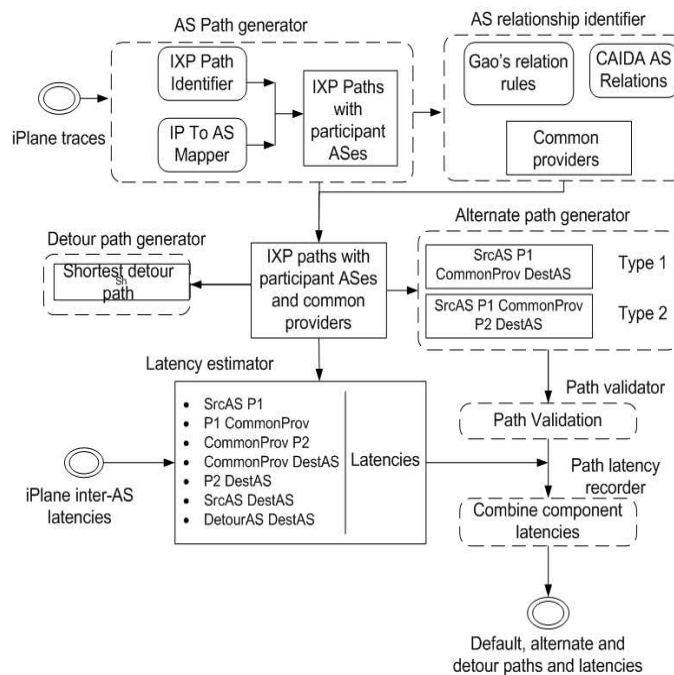 AS Path generator
AS relationship identifier
IXP Path
Identifier
IP To AS
Mapper
IXP Paths
with
participant
ASes
Gao's relation
rules
CAIDA AS
Relations
Common
providers
iPlane traces
Detour path generator
Shortest detour
Sh
path
IXP paths with
participant ASes
and common
providers
Alternate path generator
SrcAS P1
CommonProv DestAS
Type 1
SrcAS P1 CommonProv
P2 DestAS
Type 2
Latency estimator
• SrcAS P1
• P1 CommonProv
• CommonProv P2
• CommonProv DestAS
• P2 DestAS
• SrcAS DestAS
• DetourAS DestAS
Latencies
iPlane inter-AS
latencies
Path validator
Path Validation
Path latency
recorder
Combine component
latencies
Default, alternate and
detour paths and latencies